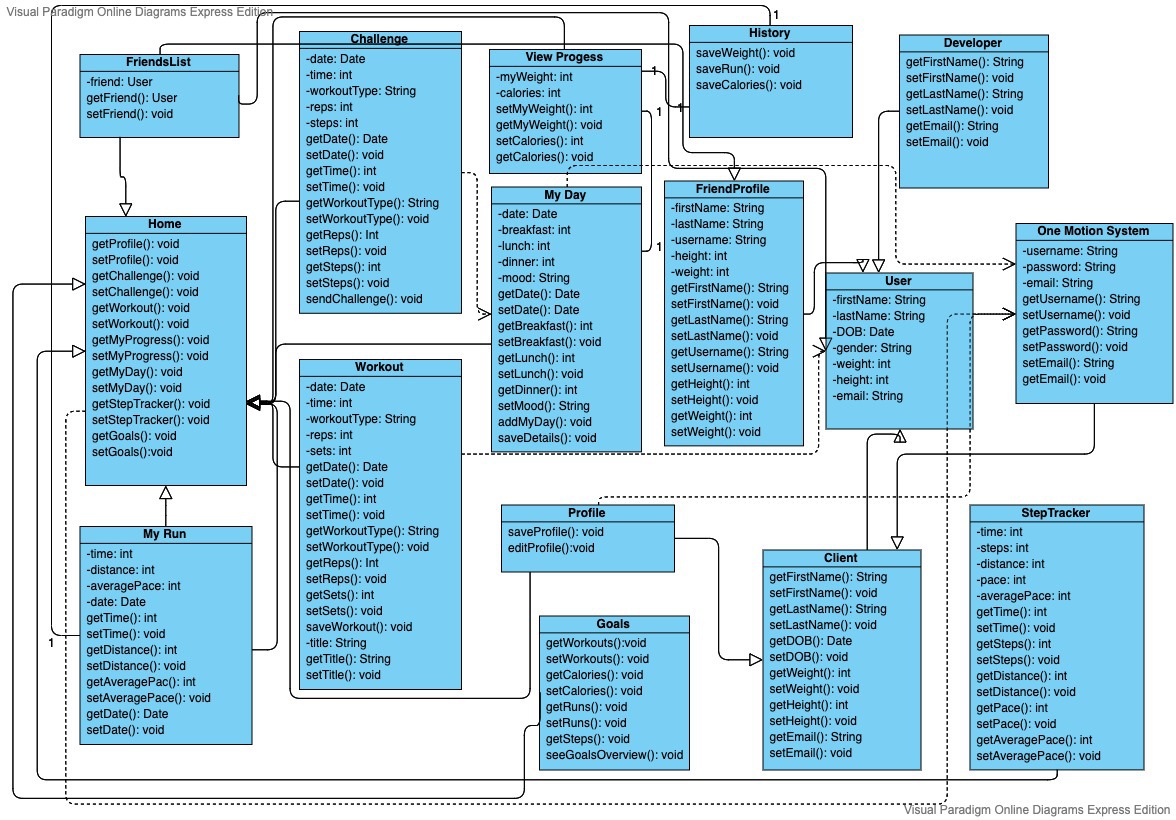 Visual Paradigm Online Diagrams Express Edition
FriendsList
-friend: User
getFriend(): User
setFriend(): void
Challenge
-date: Date
-time: int
-workoutType: String
-reps: int
-steps: int
getDate(): Date
setDate(): void
getTime(): int
setTime(): void
getWorkoutType(): String
setWorkoutType(): void
getReps(): Int
setReps(): void
getSteps(): int
setSteps(): void
sendChallenge(): void
View Progess
-myWeight: int
-calories: int
setMyWeight(): int
getMyWeight(): void
setCalories(): int
getCalories(): void
1
1
1
1
History
saveWeight(): void
saveRun(): void
saveCalories(): void
1
Developer
getFirstName(): String
setFirstName(): void
getLastName(): String
setLastName(): void
getEmail(): String
setEmail(): void
Home
getProfile(): void
setProfile(): void
getChallenge(): void
setChallenge(): void
getWorkout(): void
setWorkout(): void
getMyProgress(): void
setMyProgress(): void
getMyDay(): void
setMyDay(): void
getStepTracker(): void
setStepTracker(): void
getGoals(): void
setGoals():void
My Day
-date: Date
-breakfast: int
-lunch: int
-dinner: int
-mood: String
getDate(): Date
setDate(): Date
getBreakfast(): int
setBreakfast(): void
getLunch(): int
setLunch(): void
getDinner(): int
setMood(): String
addMyDay(): void
saveDetails(): void
FriendProfile
-firstName: String
-lastName: String
-username: String
-height: int
-weight: int
getFirstName(): String
setFirstName(): void
getLastName(): String
setLastName(): void
getUsername(): String
setUsername(): void
getHeight(): int
setHeight(): void
getWeight(): int
setWeight(): void
User
-firstName: String
-lastName: String
-DOB: Date
-gender: String
-weight: int
-height: int
-email: String
One Motion System
-username: String
-password: String
-email: String
getUsername(): String
setUsername(): void
getPassword(): String
setPassword(): void
setEmail(): String
getEmail(): void
Workout
-date: Date
-time: int
-workoutType: String
-reps: int
-sets: int
getDate(): Date
setDate(): void
getTime(): int
setTime(): void
getWorkoutType(): String
setWorkoutType(): void
getReps(): Int
setReps(): void
getSets(): int
setSets(): void
saveWorkout(): void
-title: String
getTitle(): String
setTitle(): void
My Run
-time: int
-distance: int
-averagePace: int
-date: Date
getTime(): int
setTime(): void
getDistance(): int
setDistance(): void
getAveragePac(): int
setAveragePace(): void
getDate(): Date
setDate(): void
1
Profile
saveProfile(): void
editProfile():void
Goals
getWorkouts():void
setWorkouts(): void
getCalories(): void
setCalories(): void
getRuns(): void
setRuns(): void
getSteps(): void
seeGoalsOverview(): void
Client
getFirstName(): String
setFirstName(): void
getLastName(): String
setLastName(): void
getDOB(): Date
setDOB(): void
getWeight(): int
setWeight(): void
getHeight(): int
setHeight(): void
getEmail(): String
setEmail(): void
StepTracker
-time: int
-steps: int
-distance: int
-pace: int
-averagePace: int
getTime(): int
setTime(): void
getSteps(): int
setSteps(): void
getDistance(): int
setDistance(): void
getPace(): int
setPace(): void
getAveragePace(): int
setAveragePace(): void
Visual Paradigm Online Diagrams Express Edition